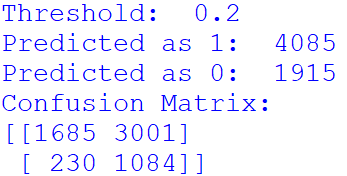 Threshold:  0.2
Predicted as 1:  4085
Predicted as 0:  1915
Confusion Matrix:
[[1685 3001]
 [ 230 1084]]